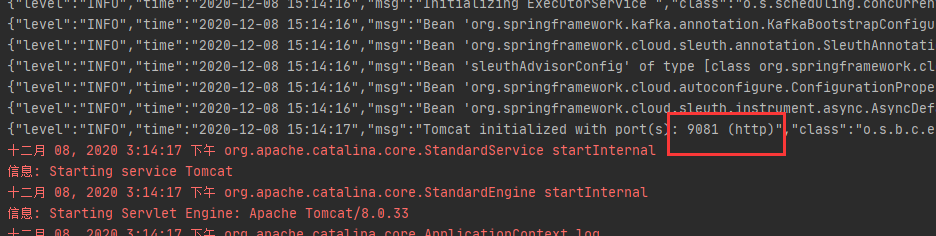 {"level":"INFO","time":"2020-12-08 15:14:16","msg":"Initializing ExecutorService ","class":"o.s.scheduling.concurren
{"level":"INFO","time":"2020-12-08 15:14:16","msg":"Bean 'org.springframework.kafka.annotation.KafkaBootstrapConfigu
{"level":"INFO","time":"2020-12-08 15:14:16","msg":"Bean 'org.springframework.cloud.sleuth.annotation.SleuthAnnotati
{"level":"INFO","time":"2020-12-08 15:14:16","msg":"Bean 'sleuthAdvisorConfig' of type [class org.springframework.cl
{"level":"INFO","time":"2020-12-08 15:14:16","msg":"Bean 'org.springframework.cloud.autoconfigure.ConfigurationPrope
{"level":"INFO","time":"2020-12-08 15:14:16","msg":"Bean 'org.springframework.cloud.sleuth.instrument.async.AsyncDef
{"level":"INFO","time":"2020-12-08 15:14:17","msg":"Tomcat initialized with port(s): 9081 (http)","class":"o.s.b.c.e
十二月 08, 2020 3:14:17 下午 org.apache.catalina.core.StandardService startInternal
信息: Starting service Tomcat
十二月 08, 2020 3:14:17 下午 org.apache.catalina.core.StandardEngine startInternal
信息: Starting Servlet Engine: Apache Tomcat/8.0.33
十二月 08, 2020 3:14:17 下午 org.apache.catalina.core.ApplicationContext log